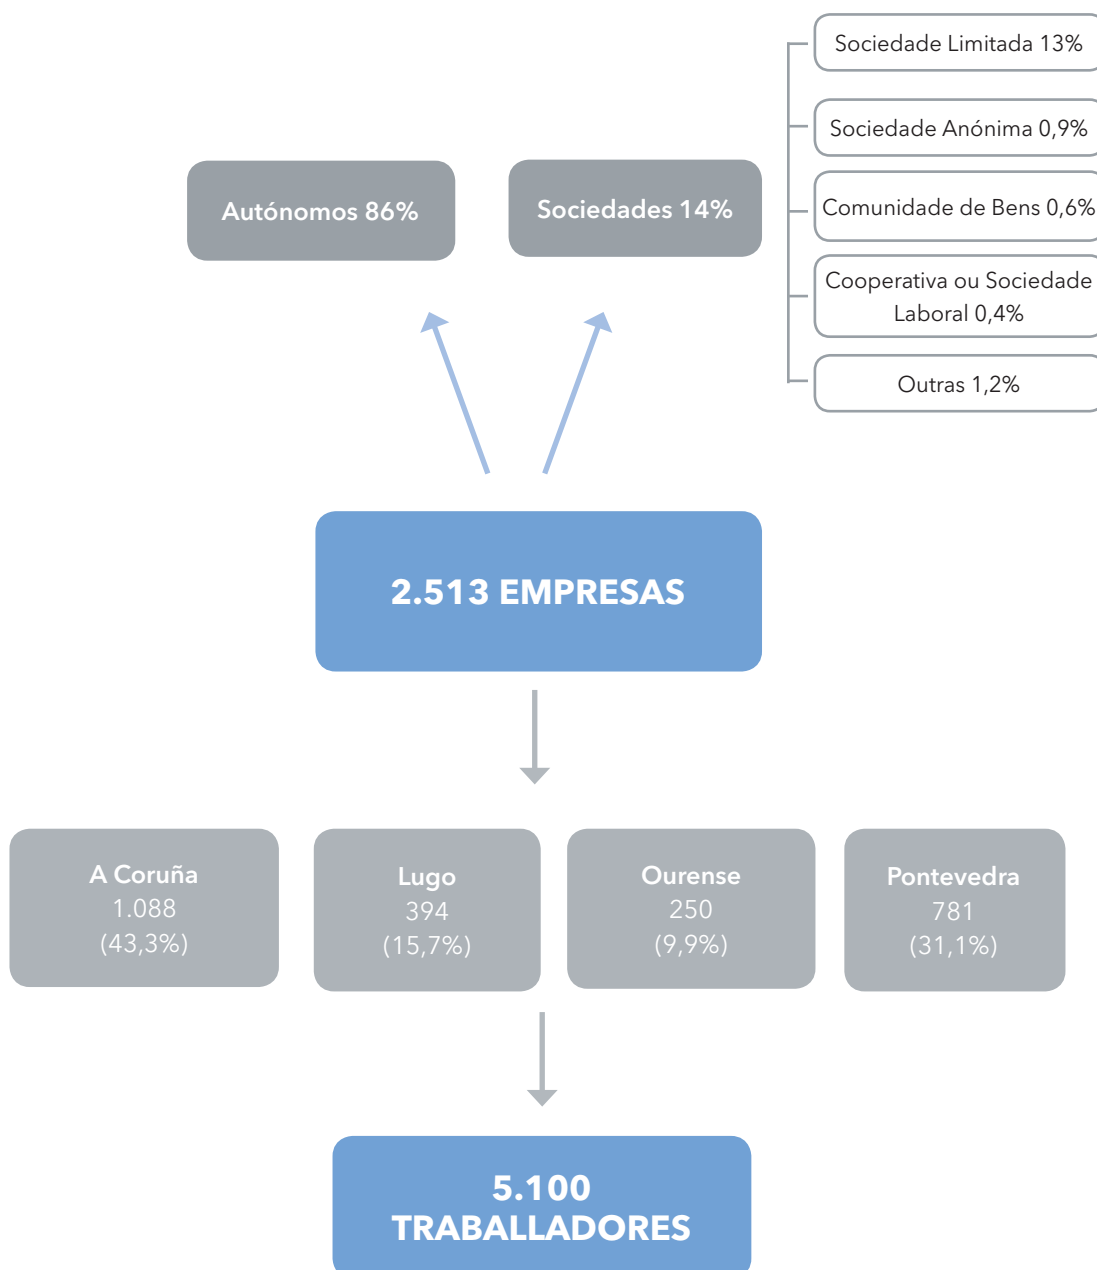 Sociedade Limitada 13%
Sociedade Anónima 0,9%
Autónomos 86%
Sociedades 14%
Comunidade de Bens 0,6%
Cooperativa ou Sociedade
Laboral 0,4%
Outras 1,2%
2.513 EMPRESAS
A Coruña
1.088
(43,3%)
Lugo
394
(15,7%)
Ourense
250
(9,9%)
Pontevedra
781
(31,1%)
5.100
TRABALLADORES